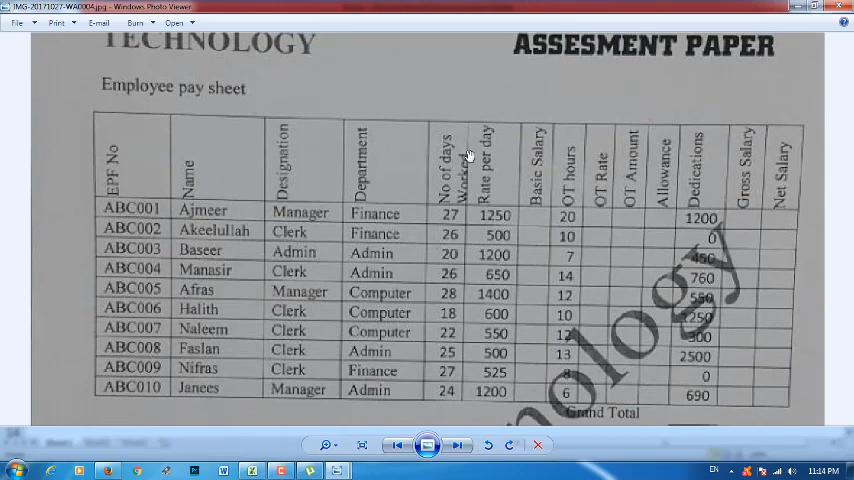 IMG-20171027-WA0004.jpg - Windows Photo Viewer
File Print E-mail Burn Open
TECHNOLOGY ASSESMENT PAPER
Employee pay sheet
EPF No Name Designation Department No of days Worked Rate per day Basic Salary OT hours OT Rate OT Amount Allowance Dedications Gross Salary Net Salary
ABC001 Ajmeer Manager Finance 27 1250 20 1200
ABC002 Akeelullah Clerk Finance 26 500 10 0
ABC003 Baseer Admin Admin 20 1200 7 450
ABC004 Manasir Clerk Admin 26 650 14 760
ABC005 Afras Manager Computer 28 1400 12 550
ABC006 Halith Clerk Computer 18 600 10 1250
ABC007 Naleem Clerk Computer 22 550 12 300
ABC008 Faslan Clerk Admin 25 500 13 2500
ABC009 Nifras Clerk Finance 27 525 8 0
ABC010 Janees Manager Admin 24 1200 6 690
Grand Total
nology
EN 11:14 PM